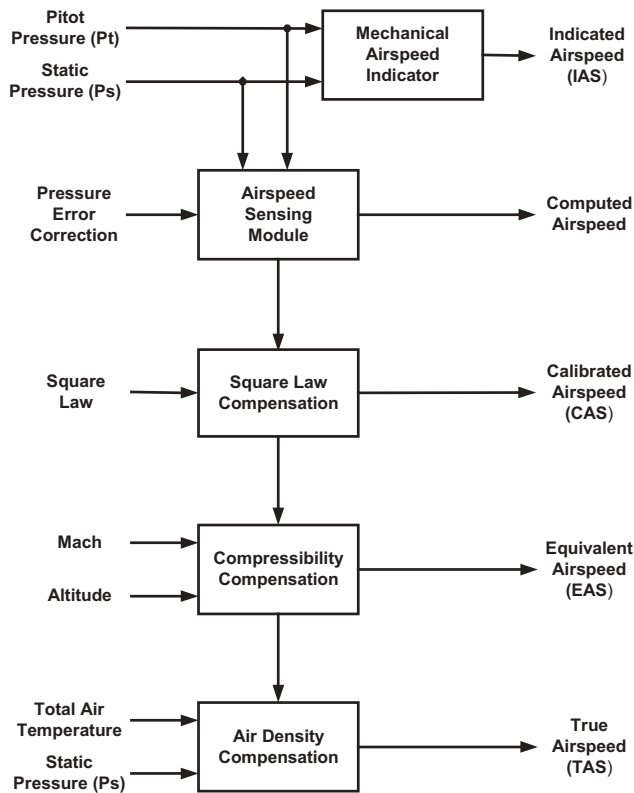 Pitot
Pressure (Pt)
Mechanical
Airspeed
Indicator
Indicated
Airspeed
(IAS)
Static
Pressure (Ps)
Pressure
Error
Correction
Airspeed
Sensing
Module
Computed
Airspeed
Square
Law
Square Law
Compensation
Calibrated
Airspeed
(CAS)
Mach
Altitude
Compressibility
Compensation
Equivalent
Airspeed
(EAS)
Total Air
Temperature
Static
Pressure (Ps)
Air Density
Compensation
True
Airspeed
(TAS)